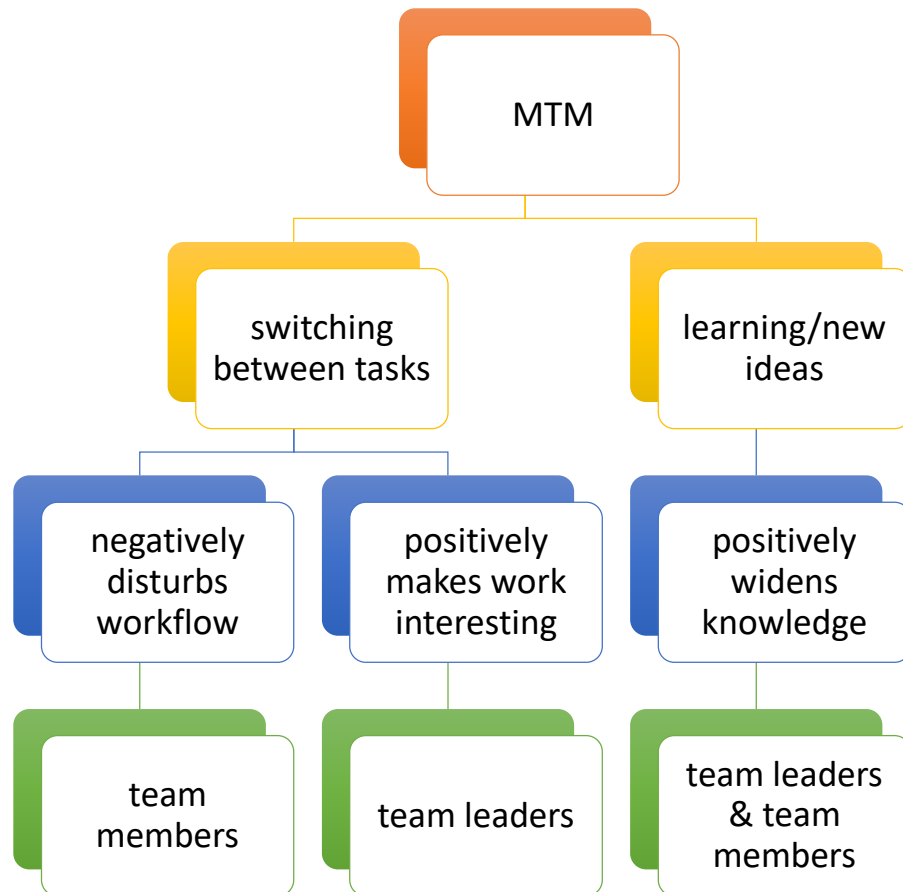 MTM
switching
between tasks
learning/new
ideas
negatively
disturbs
workflow
positively
makes work
interesting
positively
widens
knowledge
team
members
team leaders
team leaders
& team
members